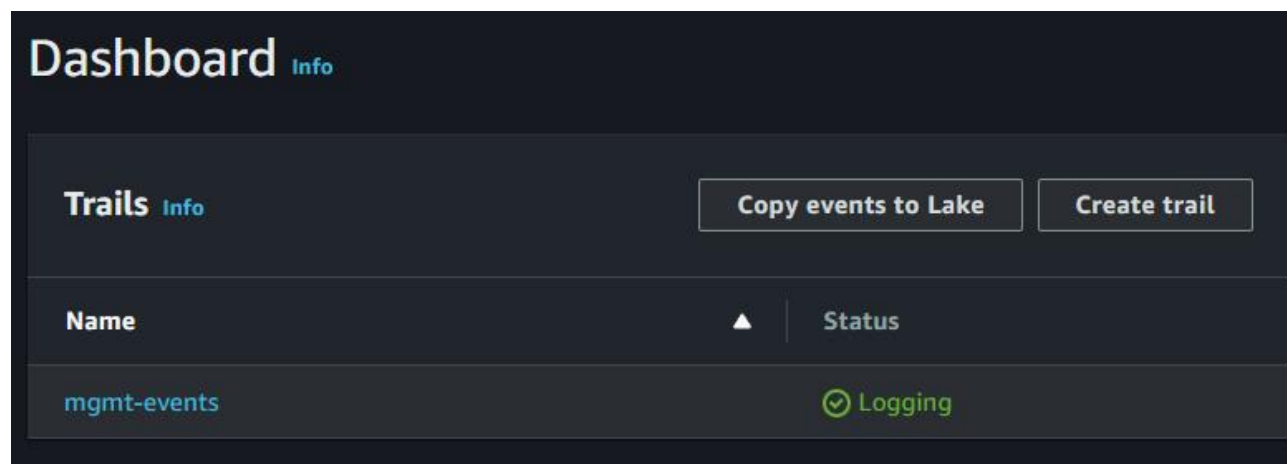 Dashboard Info
Trails Info Copy events to Lake Create trail
Name Status
mgmt-events Logging